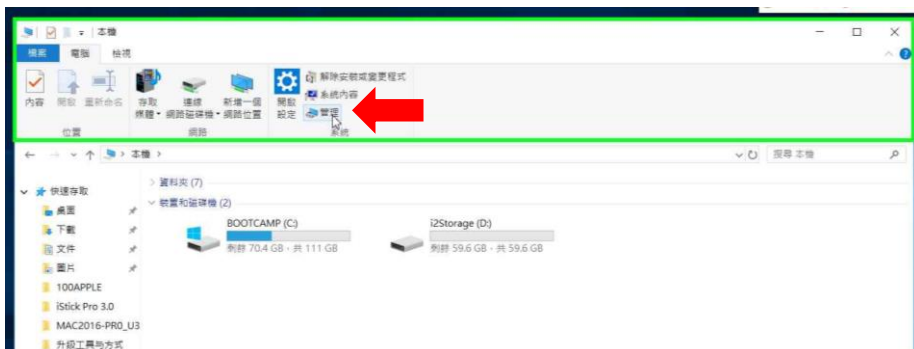 本機
檔案 電腦 檢視
內容 開啟 重新命名 存取媒體 連線網路磁碟機 新增一個網路位置 開啟設定 解除安裝或變更程式
系統內容
管理
位置 網路 系統
本機 搜尋 本機
快速存取
桌面
下載
文件
圖片
100APPLE
iStick Pro 3.0
MAC2016-PR0_U3
升級工具与方式
資料夾 (7)
裝置和磁碟機 (2)
BOOTCAMP (C:)
剩餘 70.4 GB，共 111 GB
i2Storage (D:)
剩餘 59.6 GB，共 59.6 GB